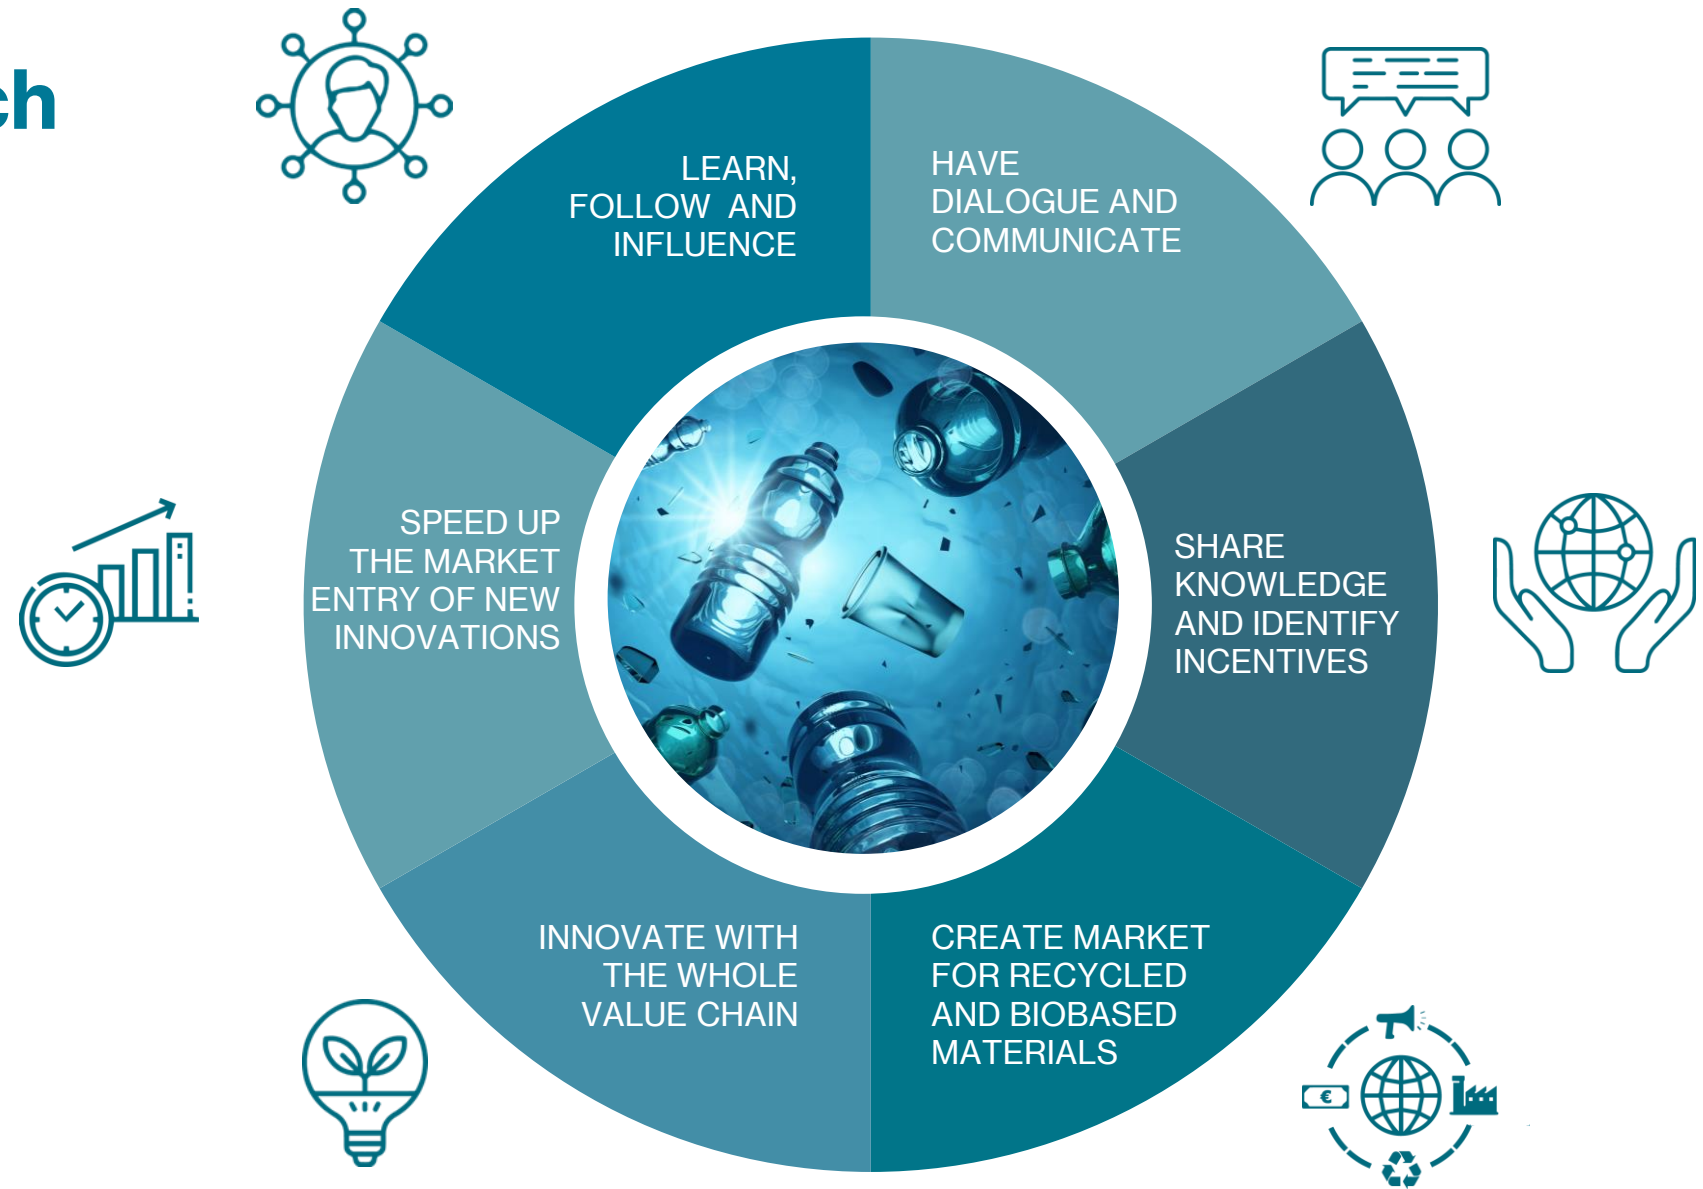 ch
LEARN,
FOLLOW AND
INFLUENCE
HAVE
DIALOGUE AND
COMMUNICATE
SPEED UP
THE MARKET
ENTRY OF NEW
INNOVATIONS
SHARE
KNOWLEDGE
AND IDENTIFY
INCENTIVES
INNOVATE WITH
THE WHOLE
VALUE CHAIN
CREATE MARKET
FOR RECYCLED
AND BIOBASED
MATERIALS
€